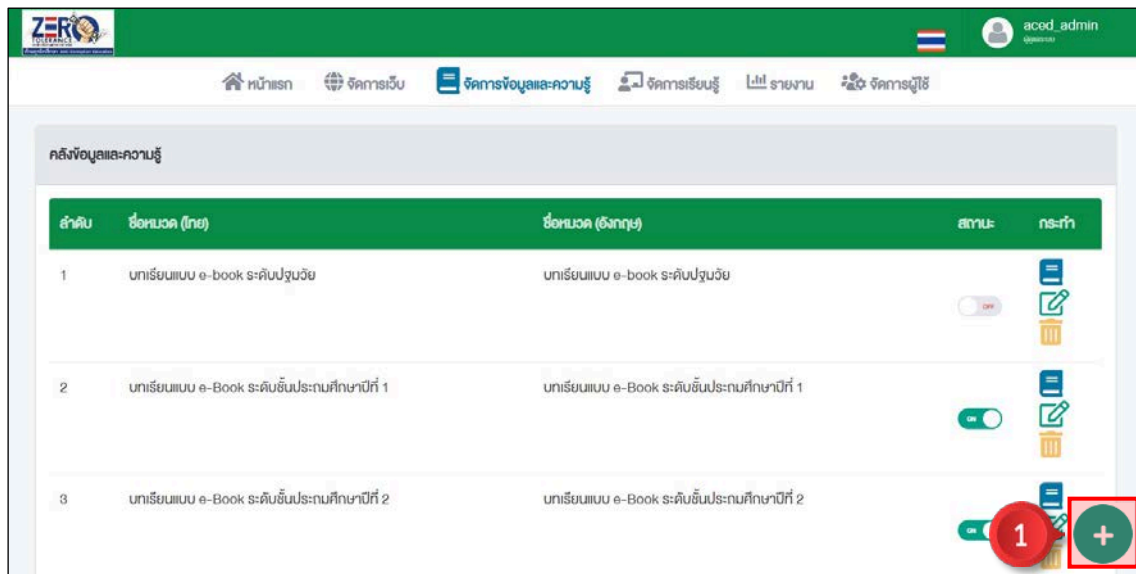 ZERO
TOLERANCE
aced_admin
ผู้ดูแลระบบ
หน้าแรก จัดการเว็บ จัดการข้อมูลและความรู้ จัดการเรียนรู้ รายงาน จัดการผู้ใช้
คลังข้อมูลและความรู้
ลำดับ ชื่อหมวด (ไทย) ชื่อหมวด (อังกฤษ) สถานะ กระทำ
1 บทเรียนแบบ e-book ระดับปฐมวัย บทเรียนแบบ e-book ระดับปฐมวัย
OFF
2 บทเรียนแบบ e-Book ระดับชั้นประถมศึกษาปีที่ 1 บทเรียนแบบ e-Book ระดับชั้นประถมศึกษาปีที่ 1
ON
3 บทเรียนแบบ e-Book ระดับชั้นประถมศึกษาปีที่ 2 บทเรียนแบบ e-Book ระดับชั้นประถมศึกษาปีที่ 2
ON 1 +